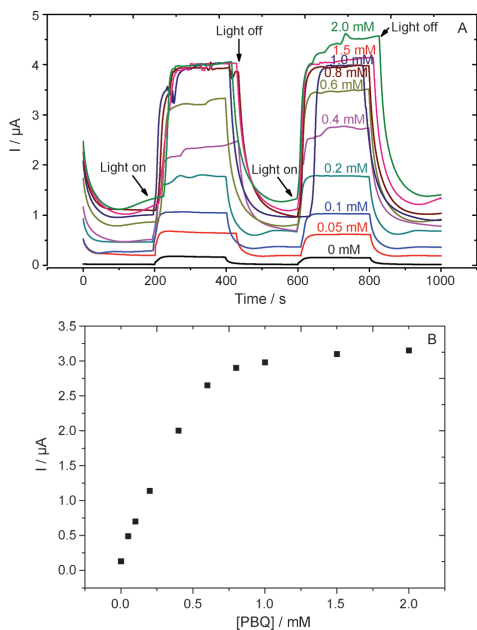 A
5
4
3
2
1
0
I / µA
Light on
Light off
Light on
Light off
2.0 mM
1.5 mM
1.0 mM
0.8 mM
0.6 mM
0.4 mM
0.2 mM
0.1 mM
0.05 mM
0 mM
0 200 400 600 800 1000
Time / s
B
3.5
3.0
2.5
2.0
1.5
1.0
0.5
0.0
I / µA
0.0 0.5 1.0 1.5 2.0
[PBQ] / mM